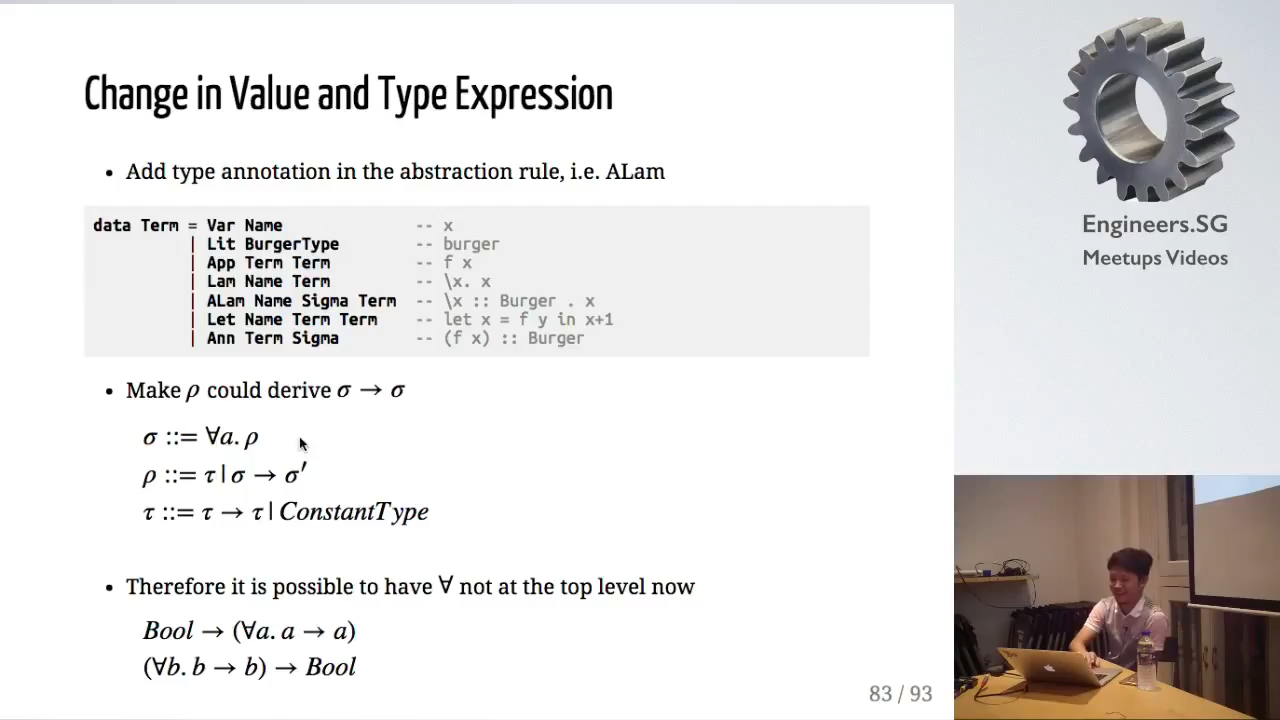 Change in Value and Type Expression
• Add type annotation in the abstraction rule, i.e. ALam
data Term = Var Name -- x
| Lit BurgerType -- burger
| App Term Term -- f x
| Lam Name Term -- \x. x
| ALam Name Sigma Term -- \x :: Burger . x
| Let Name Term Term -- let x = f y in x+1
| Ann Term Sigma -- (f x) :: Burger
• Make ρ could derive σ → σ
σ ::= ∀a. ρ
ρ ::= τ | σ → σ′
τ ::= τ → τ | ConstantType
• Therefore it is possible to have ∀ not at the top level now
Bool → (∀a. a → a)
(∀b. b → b) → Bool
83 / 93
Engineers.SG
Meetups Videos